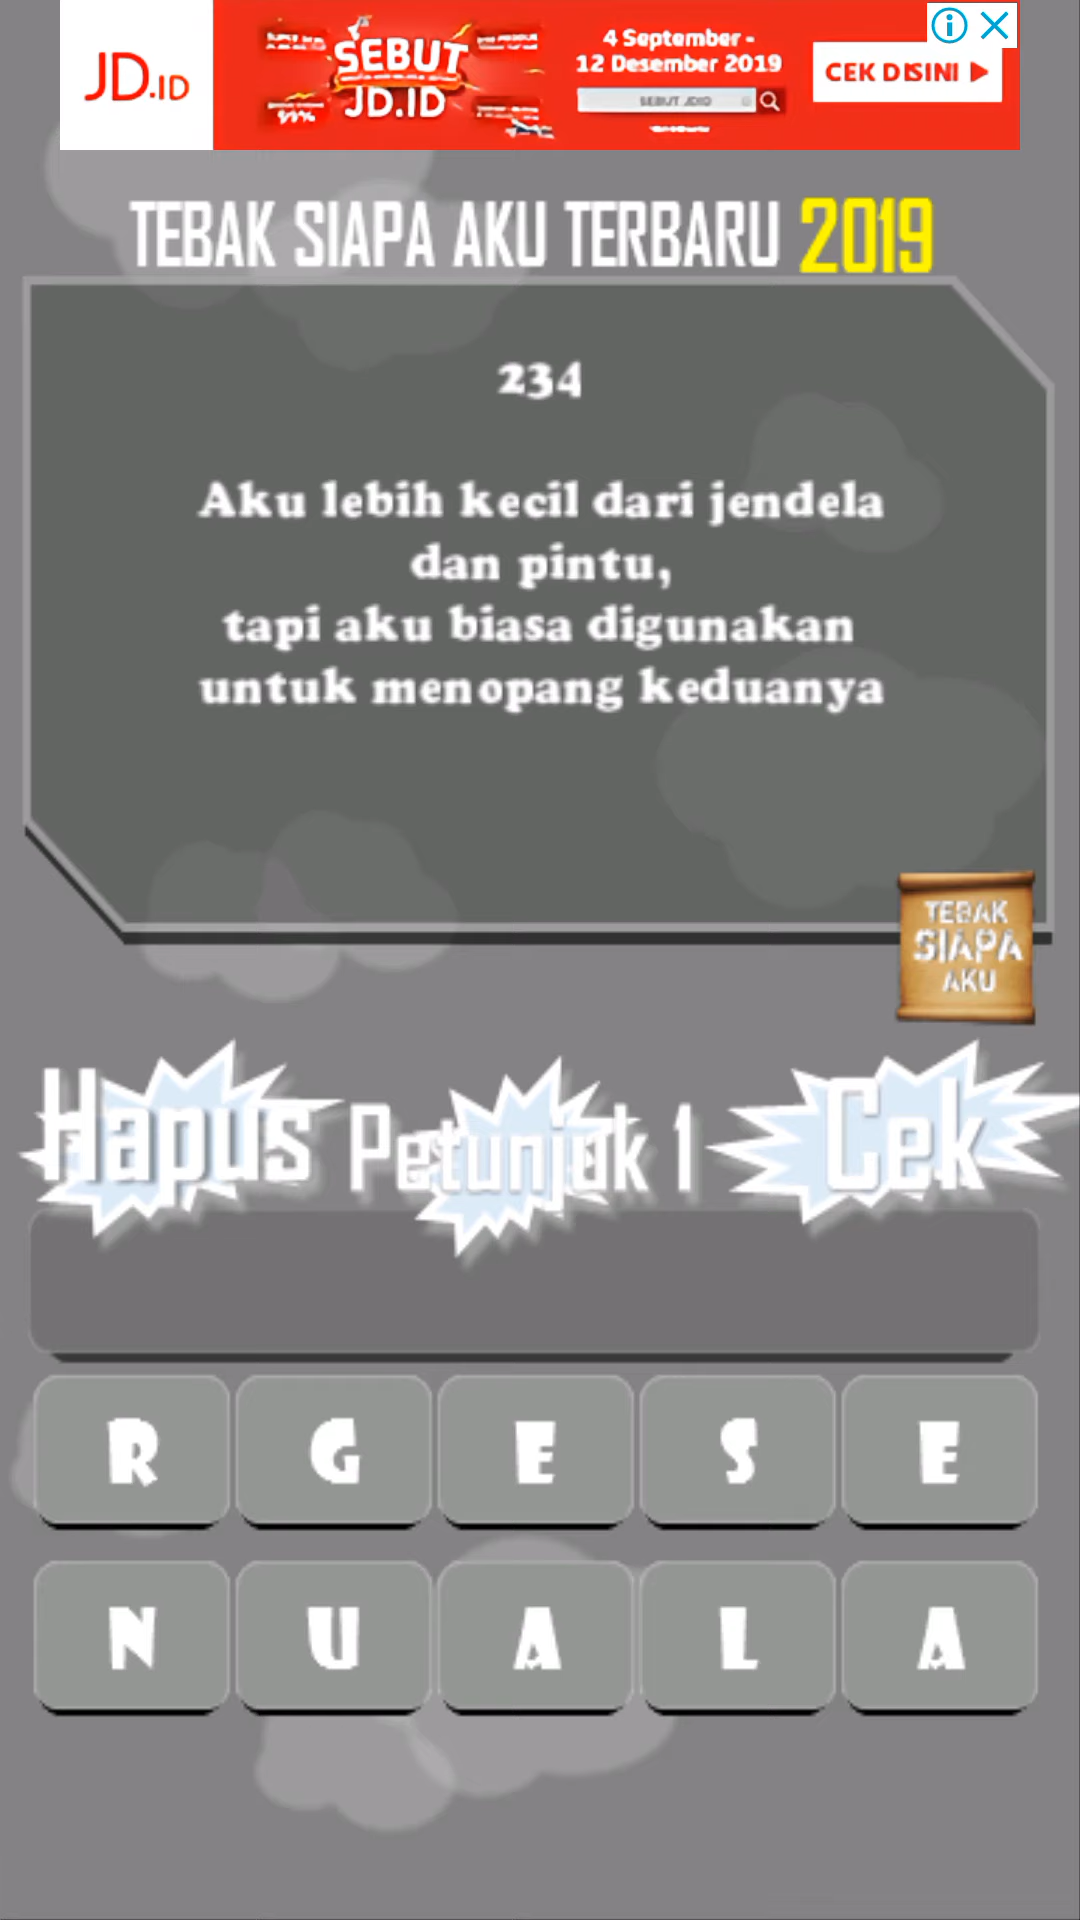 JD.ID
SEBUT
JD.ID
4 September -
12 Desember 2019
SEBUT JDID
CEK DISINI
TEBAK SIAPA AKU TERBARU 2019
234
Aku lebih kecil dari jendela
dan pintu,
tapi aku biasa digunakan
untuk menopang keduanya
TEBAK
SIAPA
AKU
Hapus Petunjuk 1 Cek
R G E S E
N U A L A